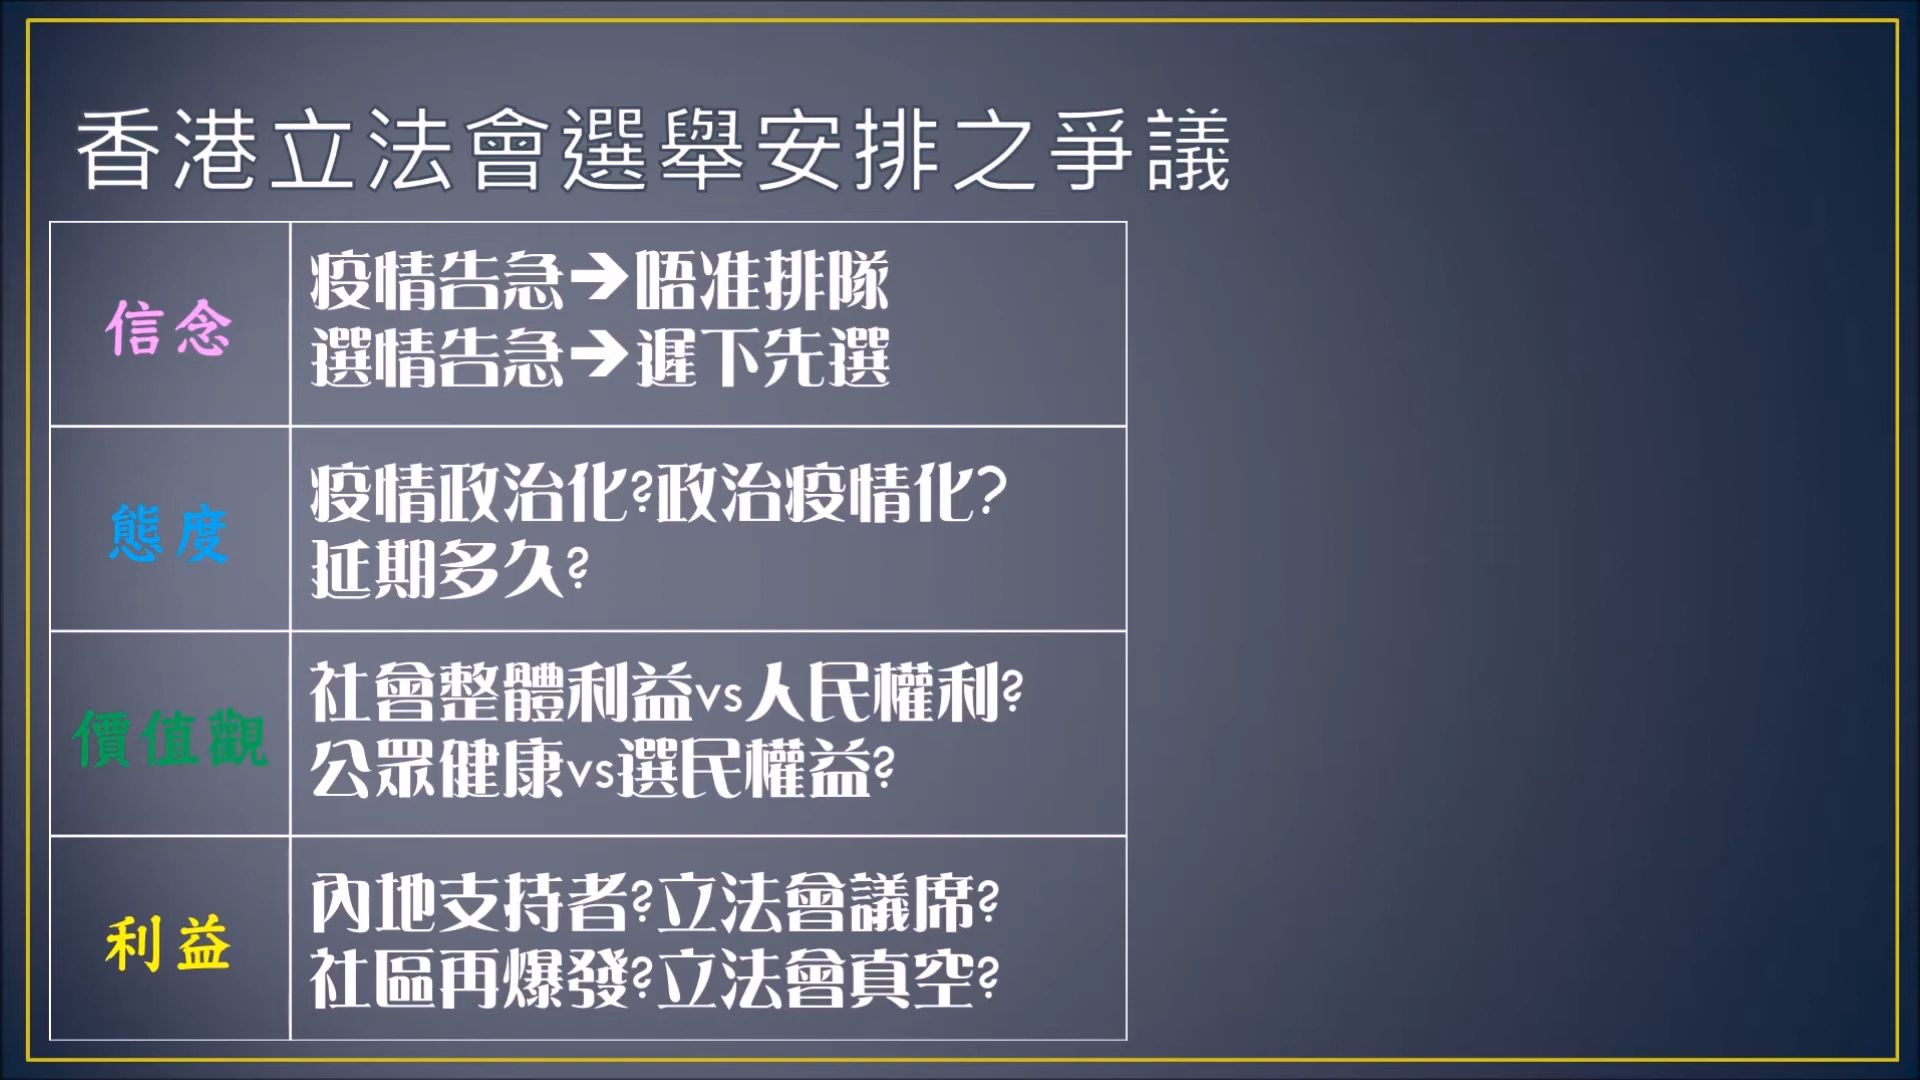 香港立法會選舉安排之爭議
信念
疫情告急→唔准排隊
選情告急→遲下先選
態度
疫情政治化?政治疫情化?
延期多久?
價值觀
社會整體利益vs人民權利?
公眾健康vs選民權益?
利益
內地支持者?立法會議席?
社區再爆發?立法會真空?